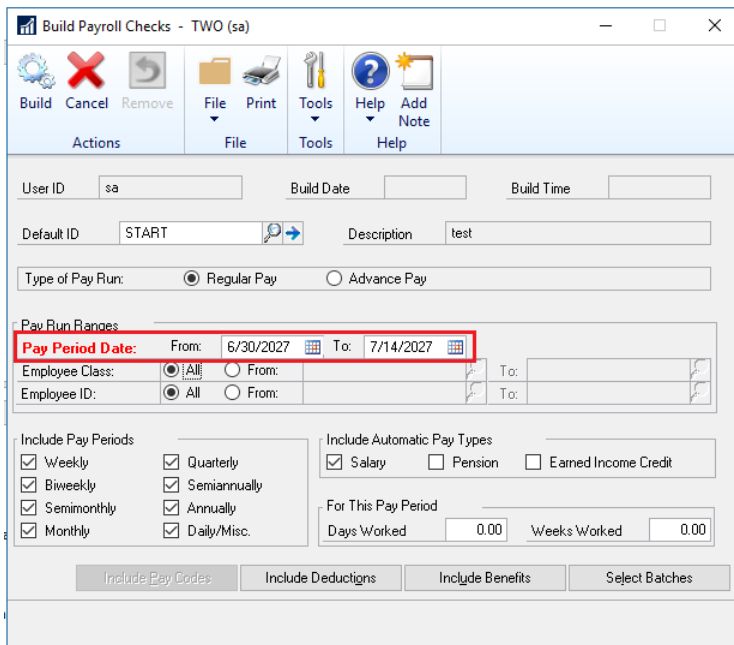 Build Payroll Checks - TWO (sa)
Build Cancel Remove File Print Tools Help Add Note
Actions File Tools Help
User ID sa Build Date Build Time
Default ID START Description test
Type of Pay Run: Regular Pay Advance Pay
Pay Run Ranges
Pay Period Date: From: 6/30/2027 To: 7/14/2027
Employee Class: All From: To:
Employee ID: All From: To:
Include Pay Periods Include Automatic Pay Types
Weekly Quarterly Salary Pension Earned Income Credit
Biweekly Semiannually
Semimonthly Annually For This Pay Period
Monthly Daily/Misc. Days Worked 0.00 Weeks Worked 0.00
Include Pay Codes Include Deductions Include Benefits Select Batches